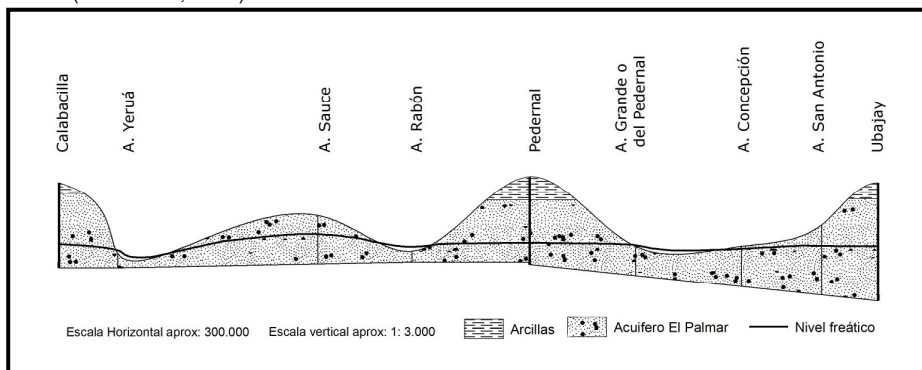 Calabacilla
A. Yeruá
A. Sauce
A. Rabón
Pedernal
A. Grande o
del Pedernal
A. Concepción
A. San Antonio
Ubajay
Escala Horizontal aprox: 300.000
Escala vertical aprox: 1: 3.000
Arcillas
Acuifero El Palmar
Nivel freático